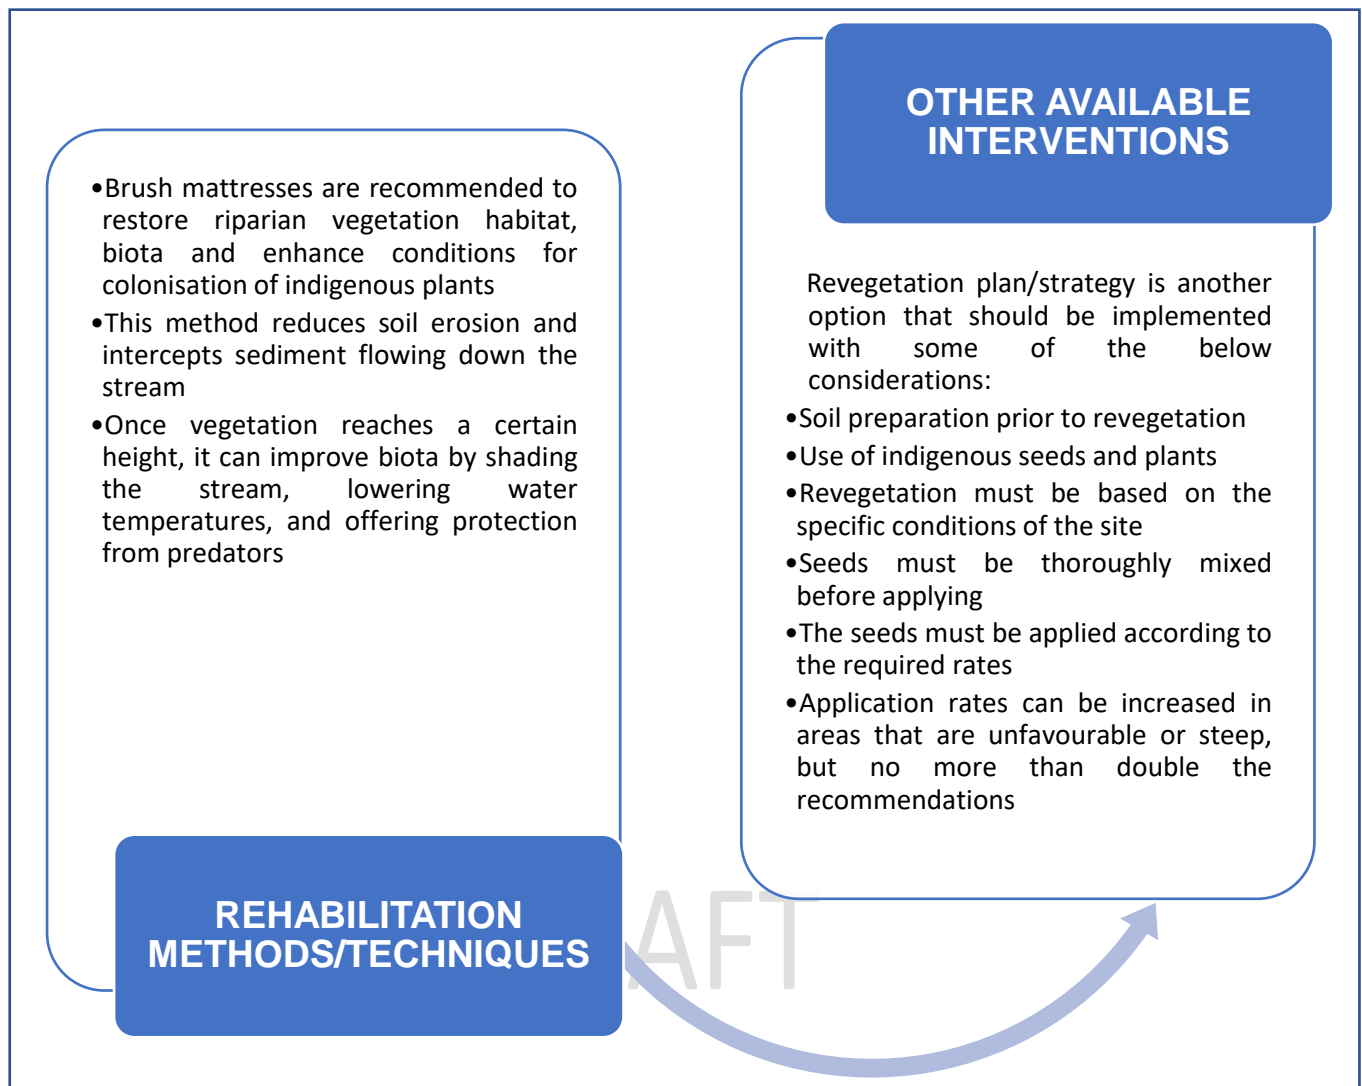 •Brush mattresses are recommended to
restore riparian vegetation habitat,
biota and enhance conditions for
colonisation of indigenous plants
•This method reduces soil erosion and
intercepts sediment flowing down the
stream
•Once vegetation reaches a certain
height, it can improve biota by shading
the stream, lowering water
temperatures, and offering protection
from predators
REHABILITATION
METHODS/TECHNIQUES
OTHER AVAILABLE
INTERVENTIONS
Revegetation plan/strategy is another
option that should be implemented
with some of the below
considerations:
•Soil preparation prior to revegetation
•Use of indigenous seeds and plants
•Revegetation must be based on the
specific conditions of the site
•Seeds must be thoroughly mixed
before applying
•The seeds must be applied according to
the required rates
•Application rates can be increased in
areas that are unfavourable or steep,
but no more than double the
recommendations
AFT